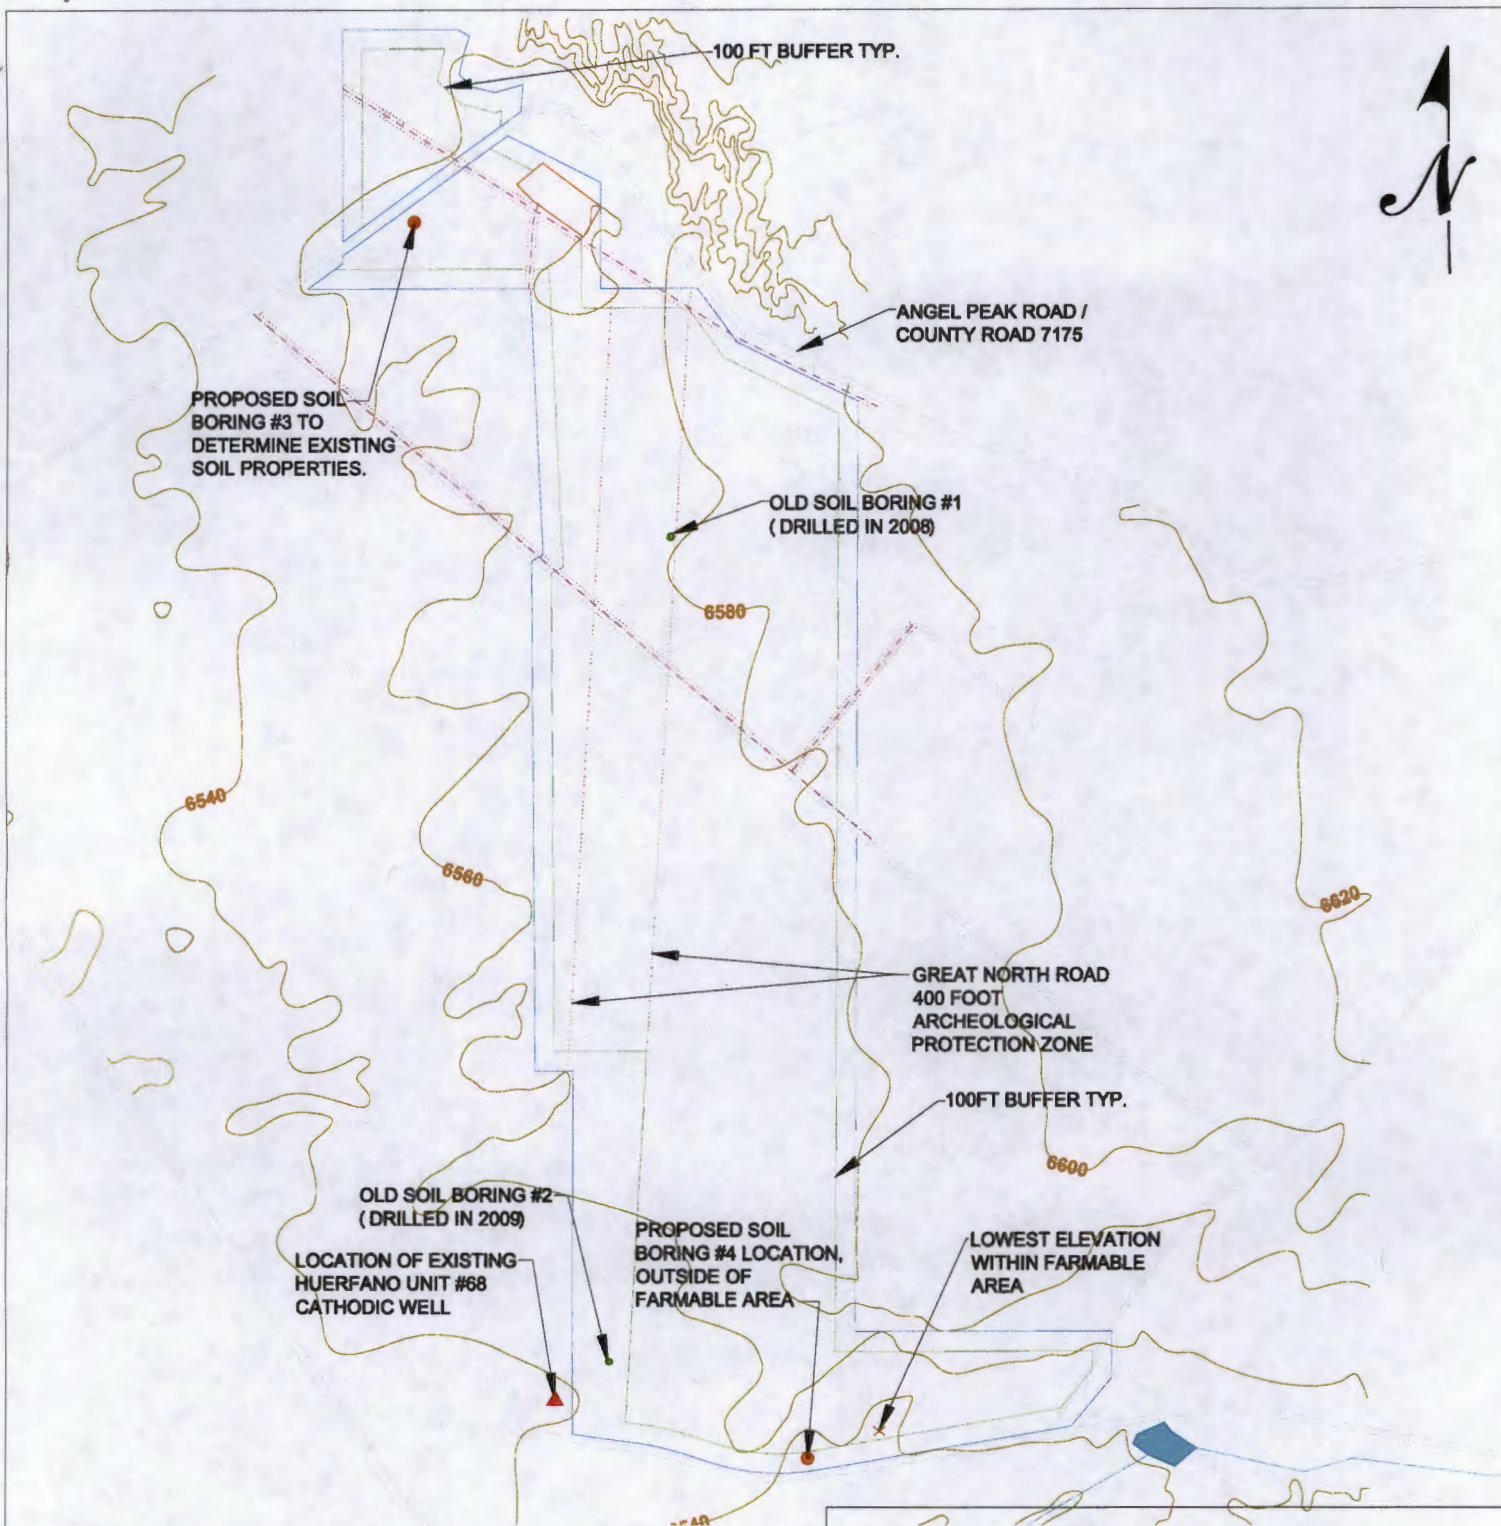 100 FT BUFFER TYP.
N
ANGEL PEAK ROAD /
COUNTY ROAD 7175
PROPOSED SOIL
BORING #3 TO
DETERMINE EXISTING
SOIL PROPERTIES.
OLD SOIL BORING #1
( DRILLED IN 2008)
6580
6540
6560
6620
GREAT NORTH ROAD
400 FOOT
ARCHEOLOGICAL
PROTECTION ZONE
100FT BUFFER TYP.
6600
OLD SOIL BORING #2
( DRILLED IN 2009)
LOCATION OF EXISTING
HUERFANO UNIT #68
CATHODIC WELL
PROPOSED SOIL
BORING #4 LOCATION,
OUTSIDE OF
FARMABLE AREA
LOWEST ELEVATION
WITHIN FARMABLE
AREA
6540